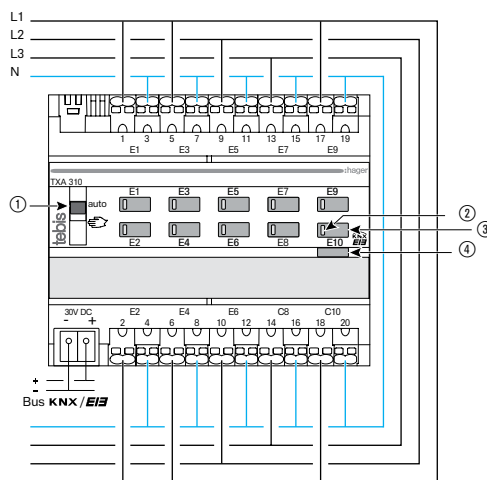 L1
L2
L3
N
1 3 5 7 9 11 13 15 17 19
E1 E3 E5 E7 E9
:hager
TXA 310
① auto E1 E3 E5 E7 E9
②
③
tebis
E2 E4 E6 E8 E10
KNX
EIB
④
30V DC E2 E4 E6 C8 C10
- + 2 4 6 8 10 12 14 16 18 20
+
-
Bus KNX/EIB